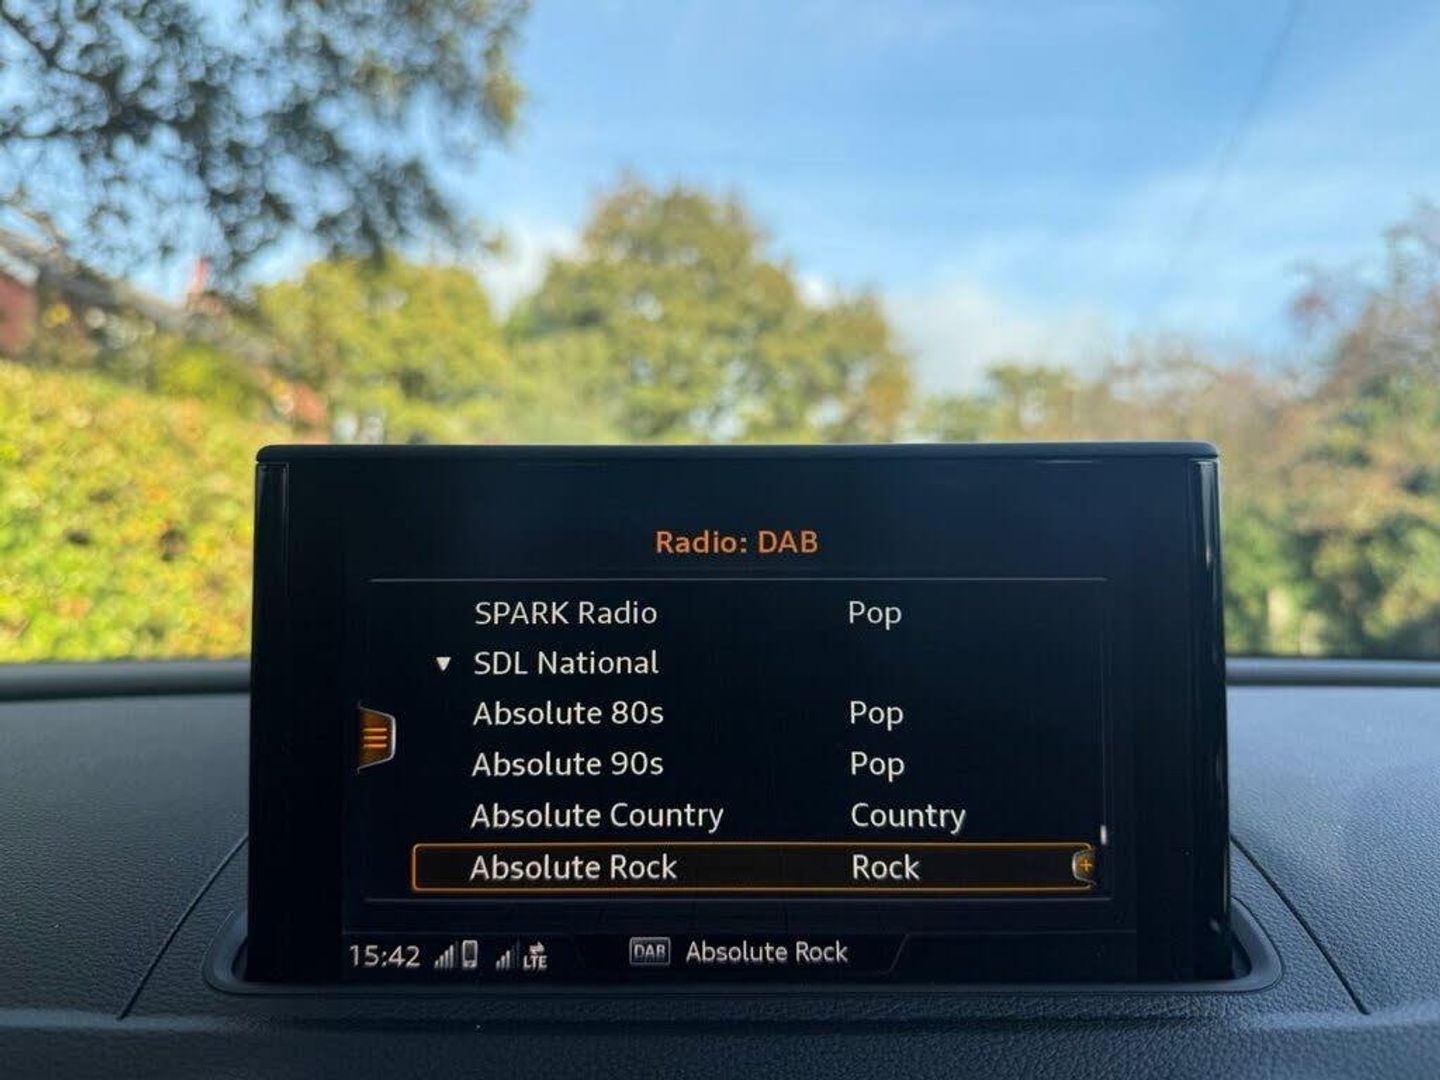 Radio: DAB
SPARK Radio Pop
SDL National
Absolute 80s Pop
Absolute 90s Pop
Absolute Country Country
Absolute Rock Rock
15:42 LTE DAB Absolute Rock